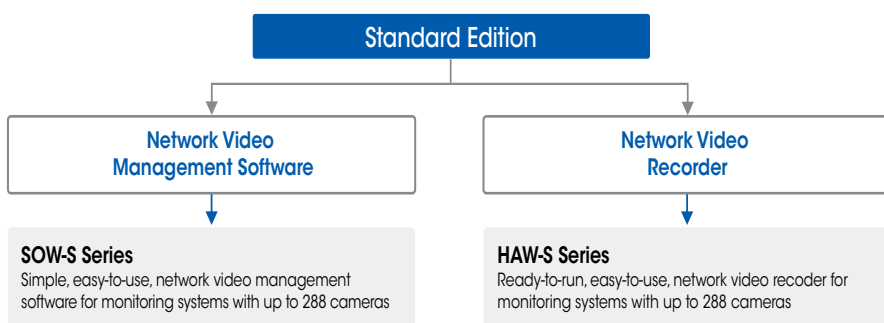 Standard Edition
Network Video
Management Software
Network Video
Recorder
SOW-S Series
Simple, easy-to-use, network video management
software for monitoring systems with up to 288 cameras
HAW-S Series
Ready-to-run, easy-to-use, network video recoder for
monitoring systems with up to 288 cameras